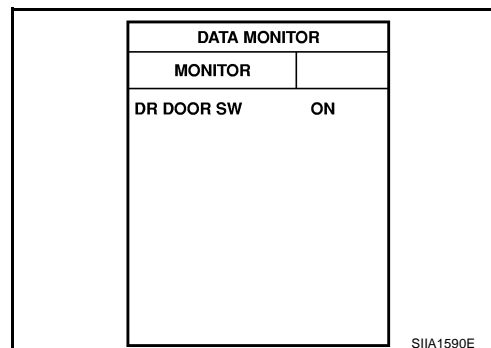 DATA MONITOR
MONITOR
DR DOOR SW ON
SIIA1590E